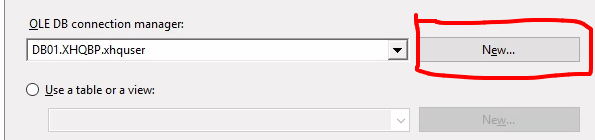 OLE DB connection manager:
DB01.XHQBP.xhquser
New...
Use a table or a view:
New...